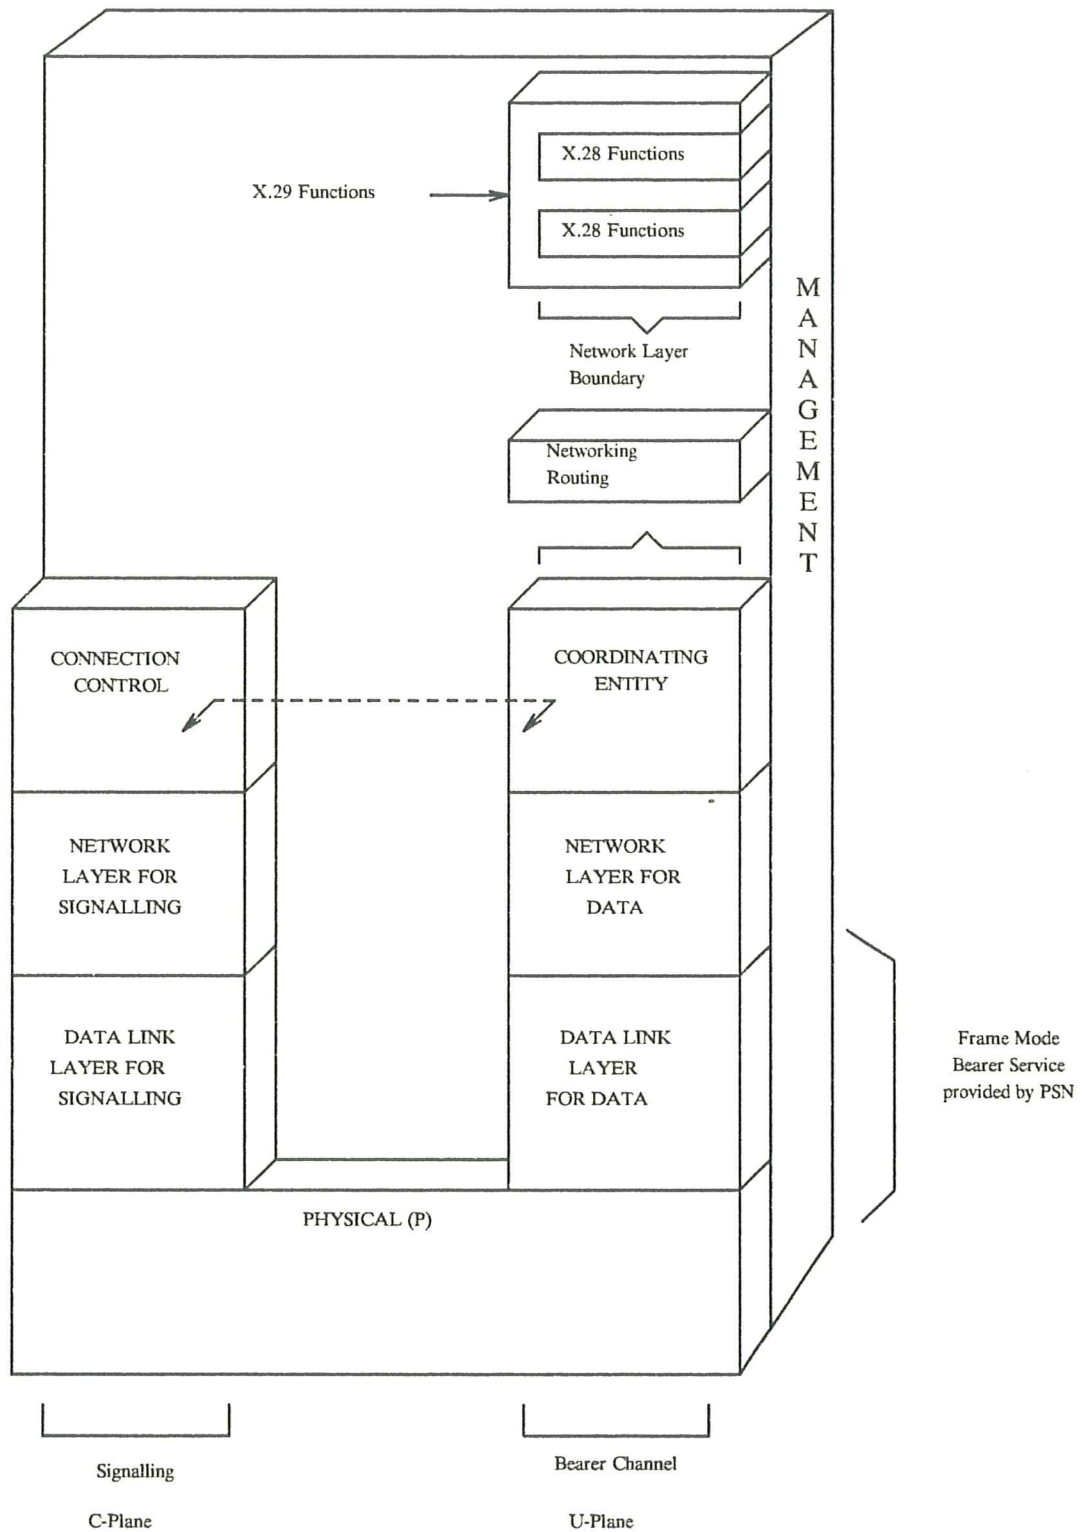 X.28 Functions
X.29 Functions
X.28 Functions
Network Layer
Boundary
Networking
Routing
MANAGEMENT
CONNECTION
CONTROL
COORDINATING
ENTITY
NETWORK
LAYER FOR
SIGNALLING
NETWORK
LAYER FOR
DATA
DATA LINK
LAYER FOR
SIGNALLING
DATA LINK
LAYER
FOR DATA
Frame Mode
Bearer Service
provided by PSN
PHYSICAL (P)
Signalling
C-Plane
Bearer Channel
U-Plane